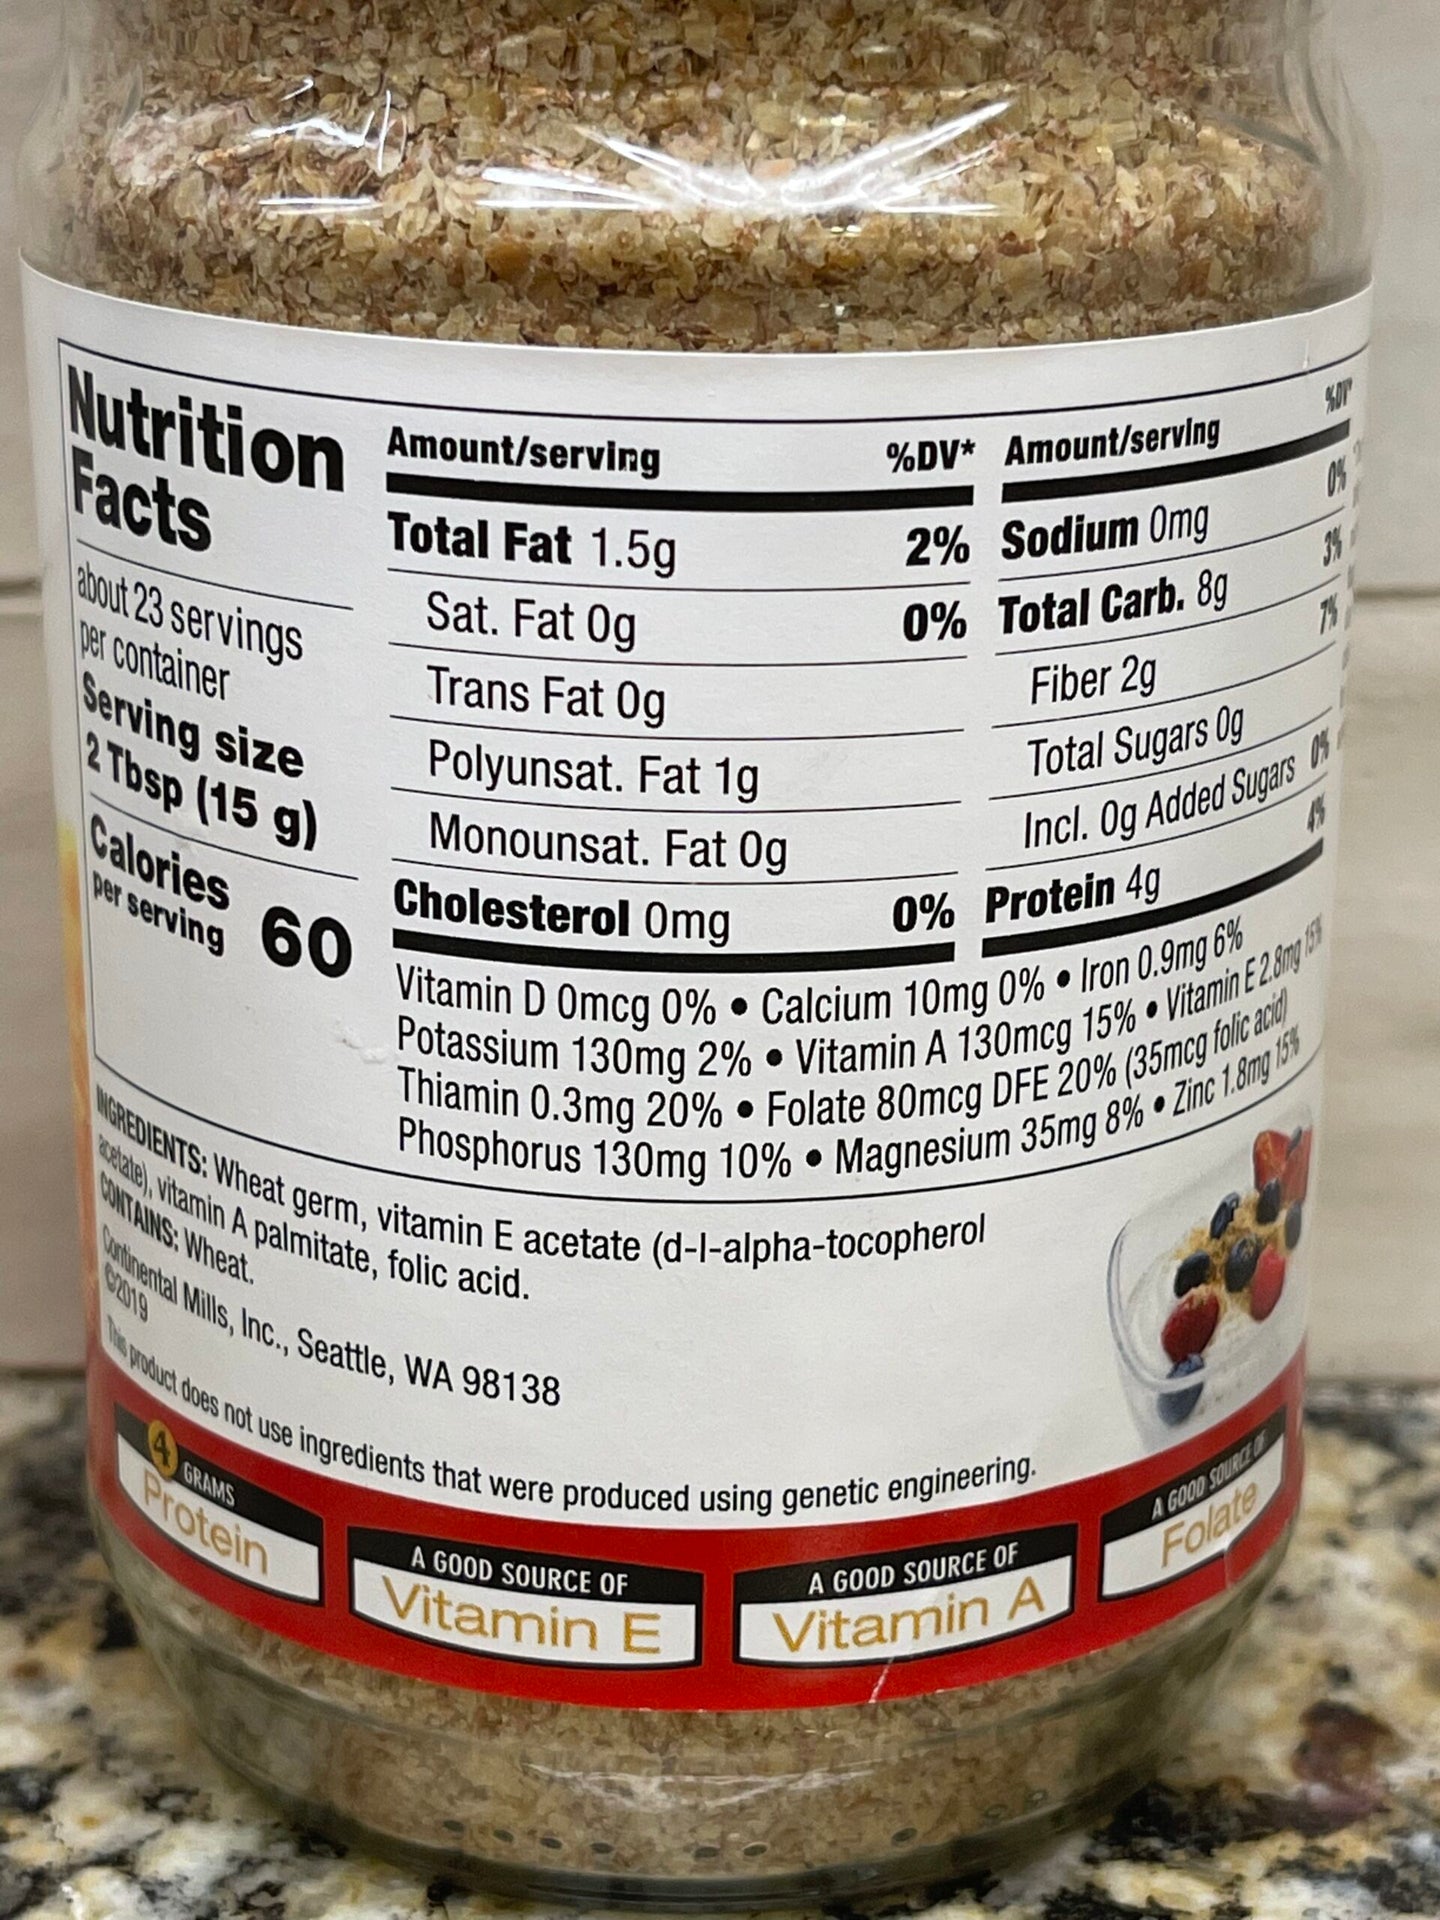 Nutrition
Facts
about 23 servings
per container
Serving size
2 Tbsp (15 g)
Calories
per serving 60
Amount/serving %DV*
Total Fat 1.5g 2%
Sat. Fat 0g 0%
Trans Fat 0g
Polyunsat. Fat 1g
Monounsat. Fat 0g
Cholesterol 0mg 0%
Amount/serving %DV*
Sodium 0mg 0%
Total Carb. 8g 3%
Fiber 2g 7%
Total Sugars 0g
Incl. 0g Added Sugars 0%
Protein 4g 4%
Vitamin D 0mcg 0% • Calcium 10mg 0% • Iron 0.9mg 6%
Potassium 130mg 2% • Vitamin A 130mcg 15% • Vitamin E 2.8mg 15%
Thiamin 0.3mg 20% • Folate 80mcg DFE 20% (35mcg folic acid)
Phosphorus 130mg 10% • Magnesium 35mg 8% • Zinc 1.8mg 15%
INGREDIENTS: Wheat germ, vitamin E acetate (d-l-alpha-tocopherol
acetate), vitamin A palmitate, folic acid.
CONTAINS: Wheat.
Continental Mills, Inc., Seattle, WA 98138
©2019
This product does not use ingredients that were produced using genetic engineering.
4 GRAMS
Protein
A GOOD SOURCE OF
Vitamin E
A GOOD SOURCE OF
Vitamin A
A GOOD SOURCE OF
Folate